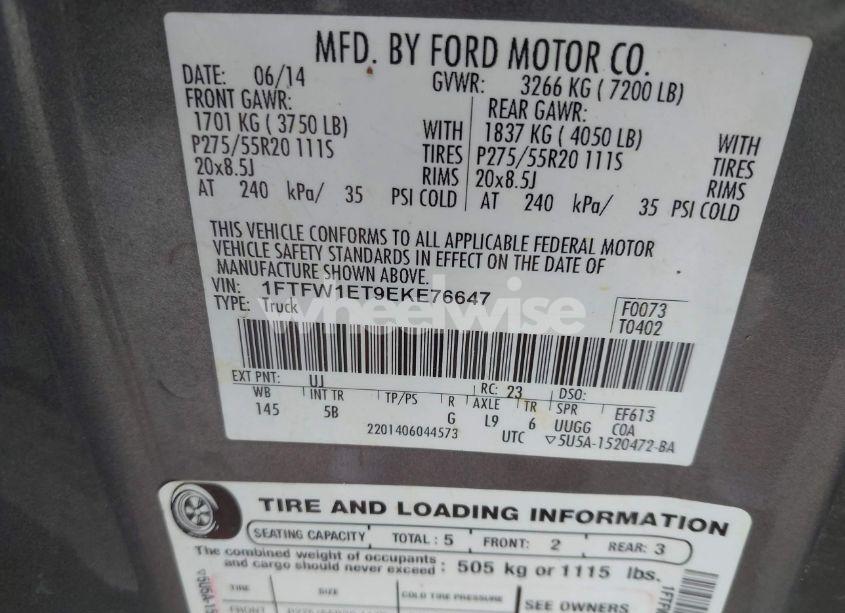 MFD. BY FORD MOTOR CO.
DATE: 06/14 GVWR: 3266 KG ( 7200 LB)
FRONT GAWR: REAR GAWR:
1701 KG ( 3750 LB) WITH 1837 KG ( 4050 LB) WITH
P275/55R20 111S TIRES P275/55R20 111S TIRES
20x8.5J RIMS 20x8.5J RIMS
AT 240 kPa/ 35 PSI COLD AT 240 kPa/ 35 PSI COLD
THIS VEHICLE CONFORMS TO ALL APPLICABLE FEDERAL MOTOR
VEHICLE SAFETY STANDARDS IN EFFECT ON THE DATE OF
MANUFACTURE SHOWN ABOVE.
VIN: 1FTFW1ET9EKE76647
TYPE: Truck
F0073
T0402
wheelwise
EXT PNT: UJ RC: 23 DSO:
WB INT TR TP/PS R AXLE TR SPR EF613
145 5B G L9 6 UUGG C0A
2201406044573 UTC ▽5U5A-1520472-BA
TIRE AND LOADING INFORMATION
SEATING CAPACITY TOTAL : 5 FRONT: 2 REAR: 3
The combined weight of occupants
and cargo should never exceed : 505 kg or 1115 lbs.
TIRE SIZE COLD TIRE PRESSURE SEE OWNERS
FRONT